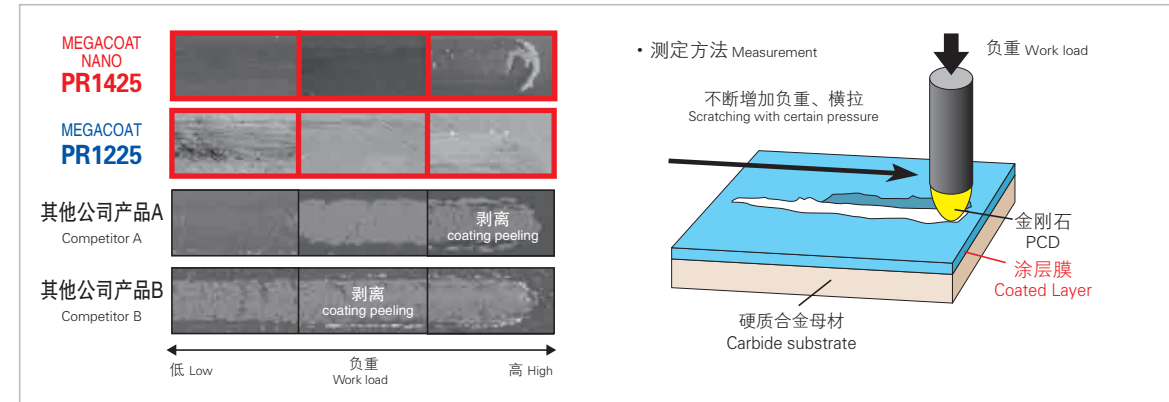 MEGACOAT
NANO
PR1425
MEGACOAT
PR1225
其他公司产品A
Competitor A
剥离
coating peeling
其他公司产品B
Competitor B
剥离
coating peeling
低 Low
负重
Work load
高 High
・测定方法 Measurement
负重 Work load
不断增加负重、横拉
Scratching with certain pressure
金刚石
PCD
涂层膜
Coated Layer
硬质合金母材
Carbide substrate